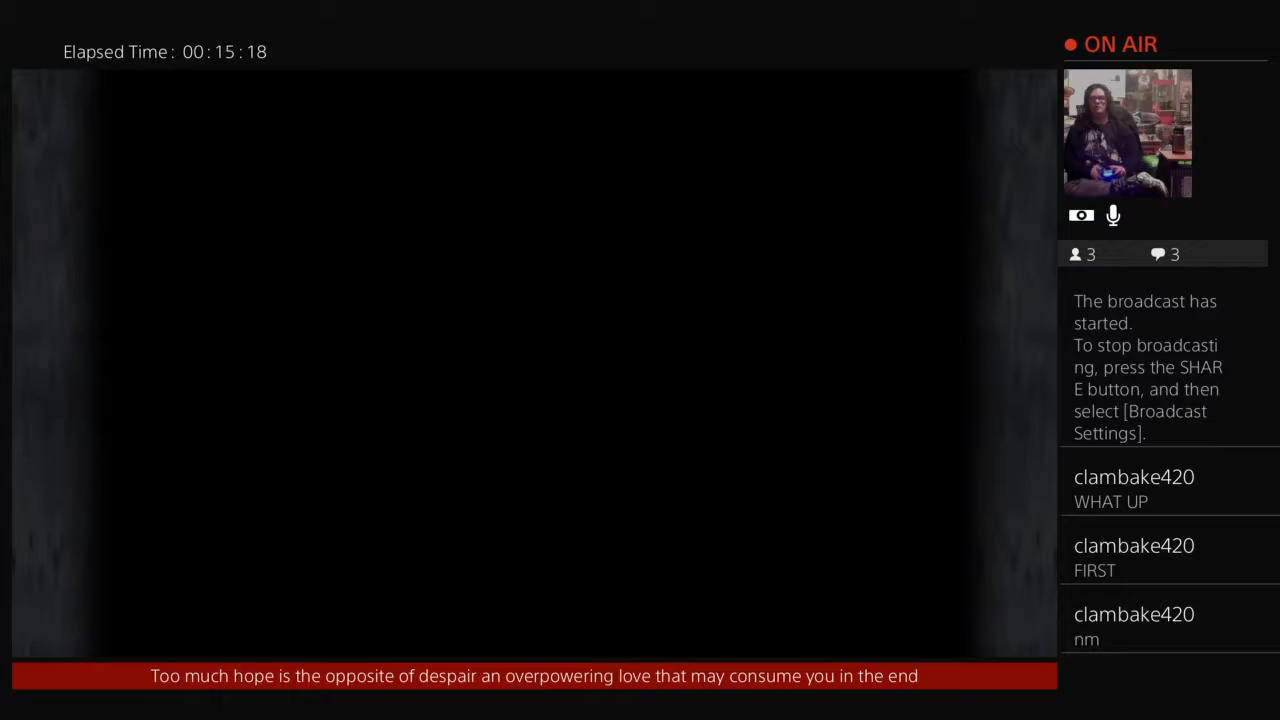 Elapsed Time: 00:15:18
ON AIR
3
3
The broadcast has
started.
To stop broadcasti
ng, press the SHAR
E button, and then
select [Broadcast
Settings].
clambake420
WHAT UP
clambake420
FIRST
clambake420
nm
Too much hope is the opposite of despair an overpowering love that may consume you in the end